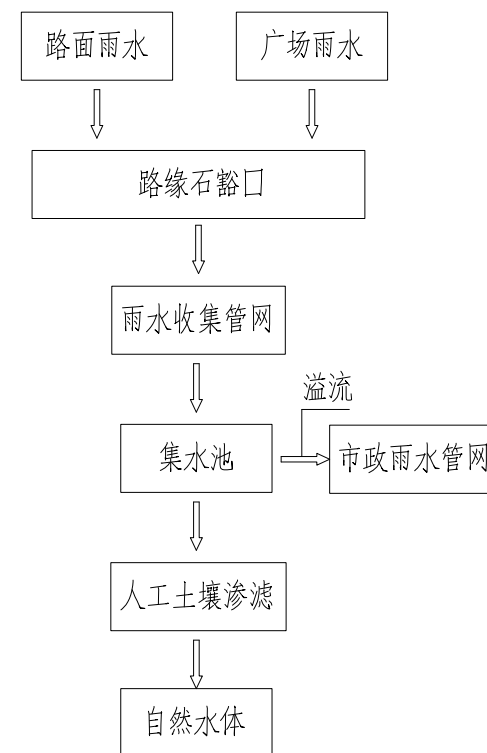 路面雨水
广场雨水
路缘石豁口
雨水收集管网
溢流
集水池
市政雨水管网
人工土壤渗滤
自然水体